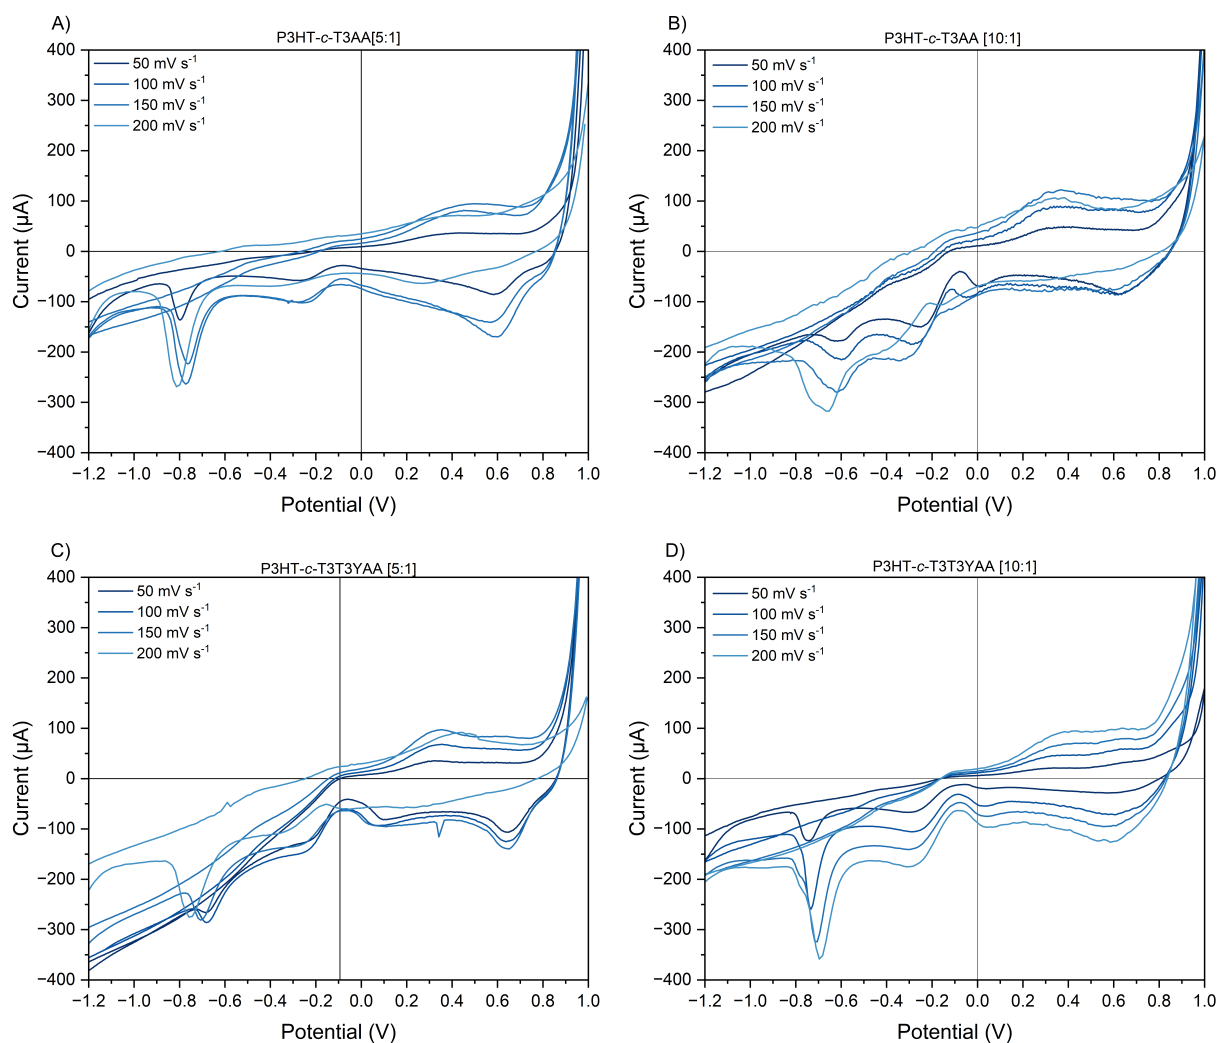 A)
P3HT-c-T3AA[5:1]
50 mV s⁻¹
100 mV s⁻¹
150 mV s⁻¹
200 mV s⁻¹
400
300
200
100
0
−100
−200
−300
−400
Current (µA)
−1.2 −1.0 −0.8 −0.6 −0.4 −0.2 0.0 0.2 0.4 0.6 0.8 1.0
Potential (V)
B)
P3HT-c-T3AA [10:1]
50 mV s⁻¹
100 mV s⁻¹
150 mV s⁻¹
200 mV s⁻¹
400
300
200
100
0
−100
−200
−300
−400
Current (µA)
−1.2 −1.0 −0.8 −0.6 −0.4 −0.2 0.0 0.2 0.4 0.6 0.8 1.0
Potential (V)
C)
P3HT-c-T3T3YAA [5:1]
50 mV s⁻¹
100 mV s⁻¹
150 mV s⁻¹
200 mV s⁻¹
400
300
200
100
0
−100
−200
−300
−400
Current (µA)
−1.2 −1.0 −0.8 −0.6 −0.4 −0.2 0.0 0.2 0.4 0.6 0.8 1.0
Potential (V)
D)
P3HT-c-T3T3YAA [10:1]
50 mV s⁻¹
100 mV s⁻¹
150 mV s⁻¹
200 mV s⁻¹
400
300
200
100
0
−100
−200
−300
−400
Current (µA)
−1.2 −1.0 −0.8 −0.6 −0.4 −0.2 0.0 0.2 0.4 0.6 0.8 1.0
Potential (V)